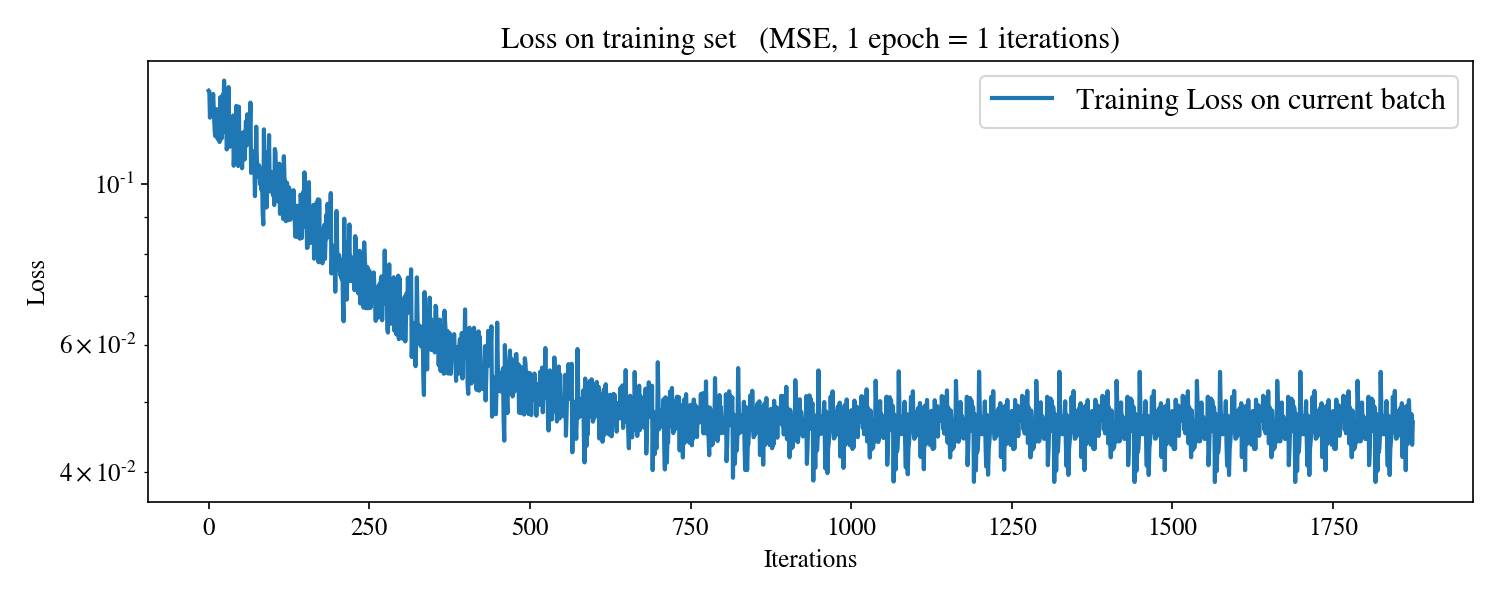 Loss on training set   (MSE, 1 epoch = 1 iterations)
Training Loss on current batch
10⁻¹
6 × 10⁻²
4 × 10⁻²
Loss
0 250 500 750 1000 1250 1500 1750
Iterations